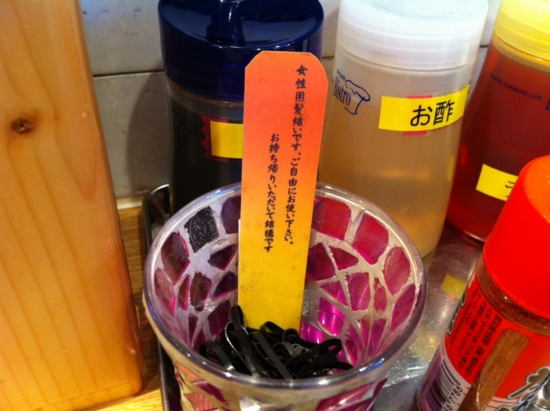 女性用髪結いです。ご自由にお使い下さい。
お持ち帰りいただいて結構です
Bistro
お酢